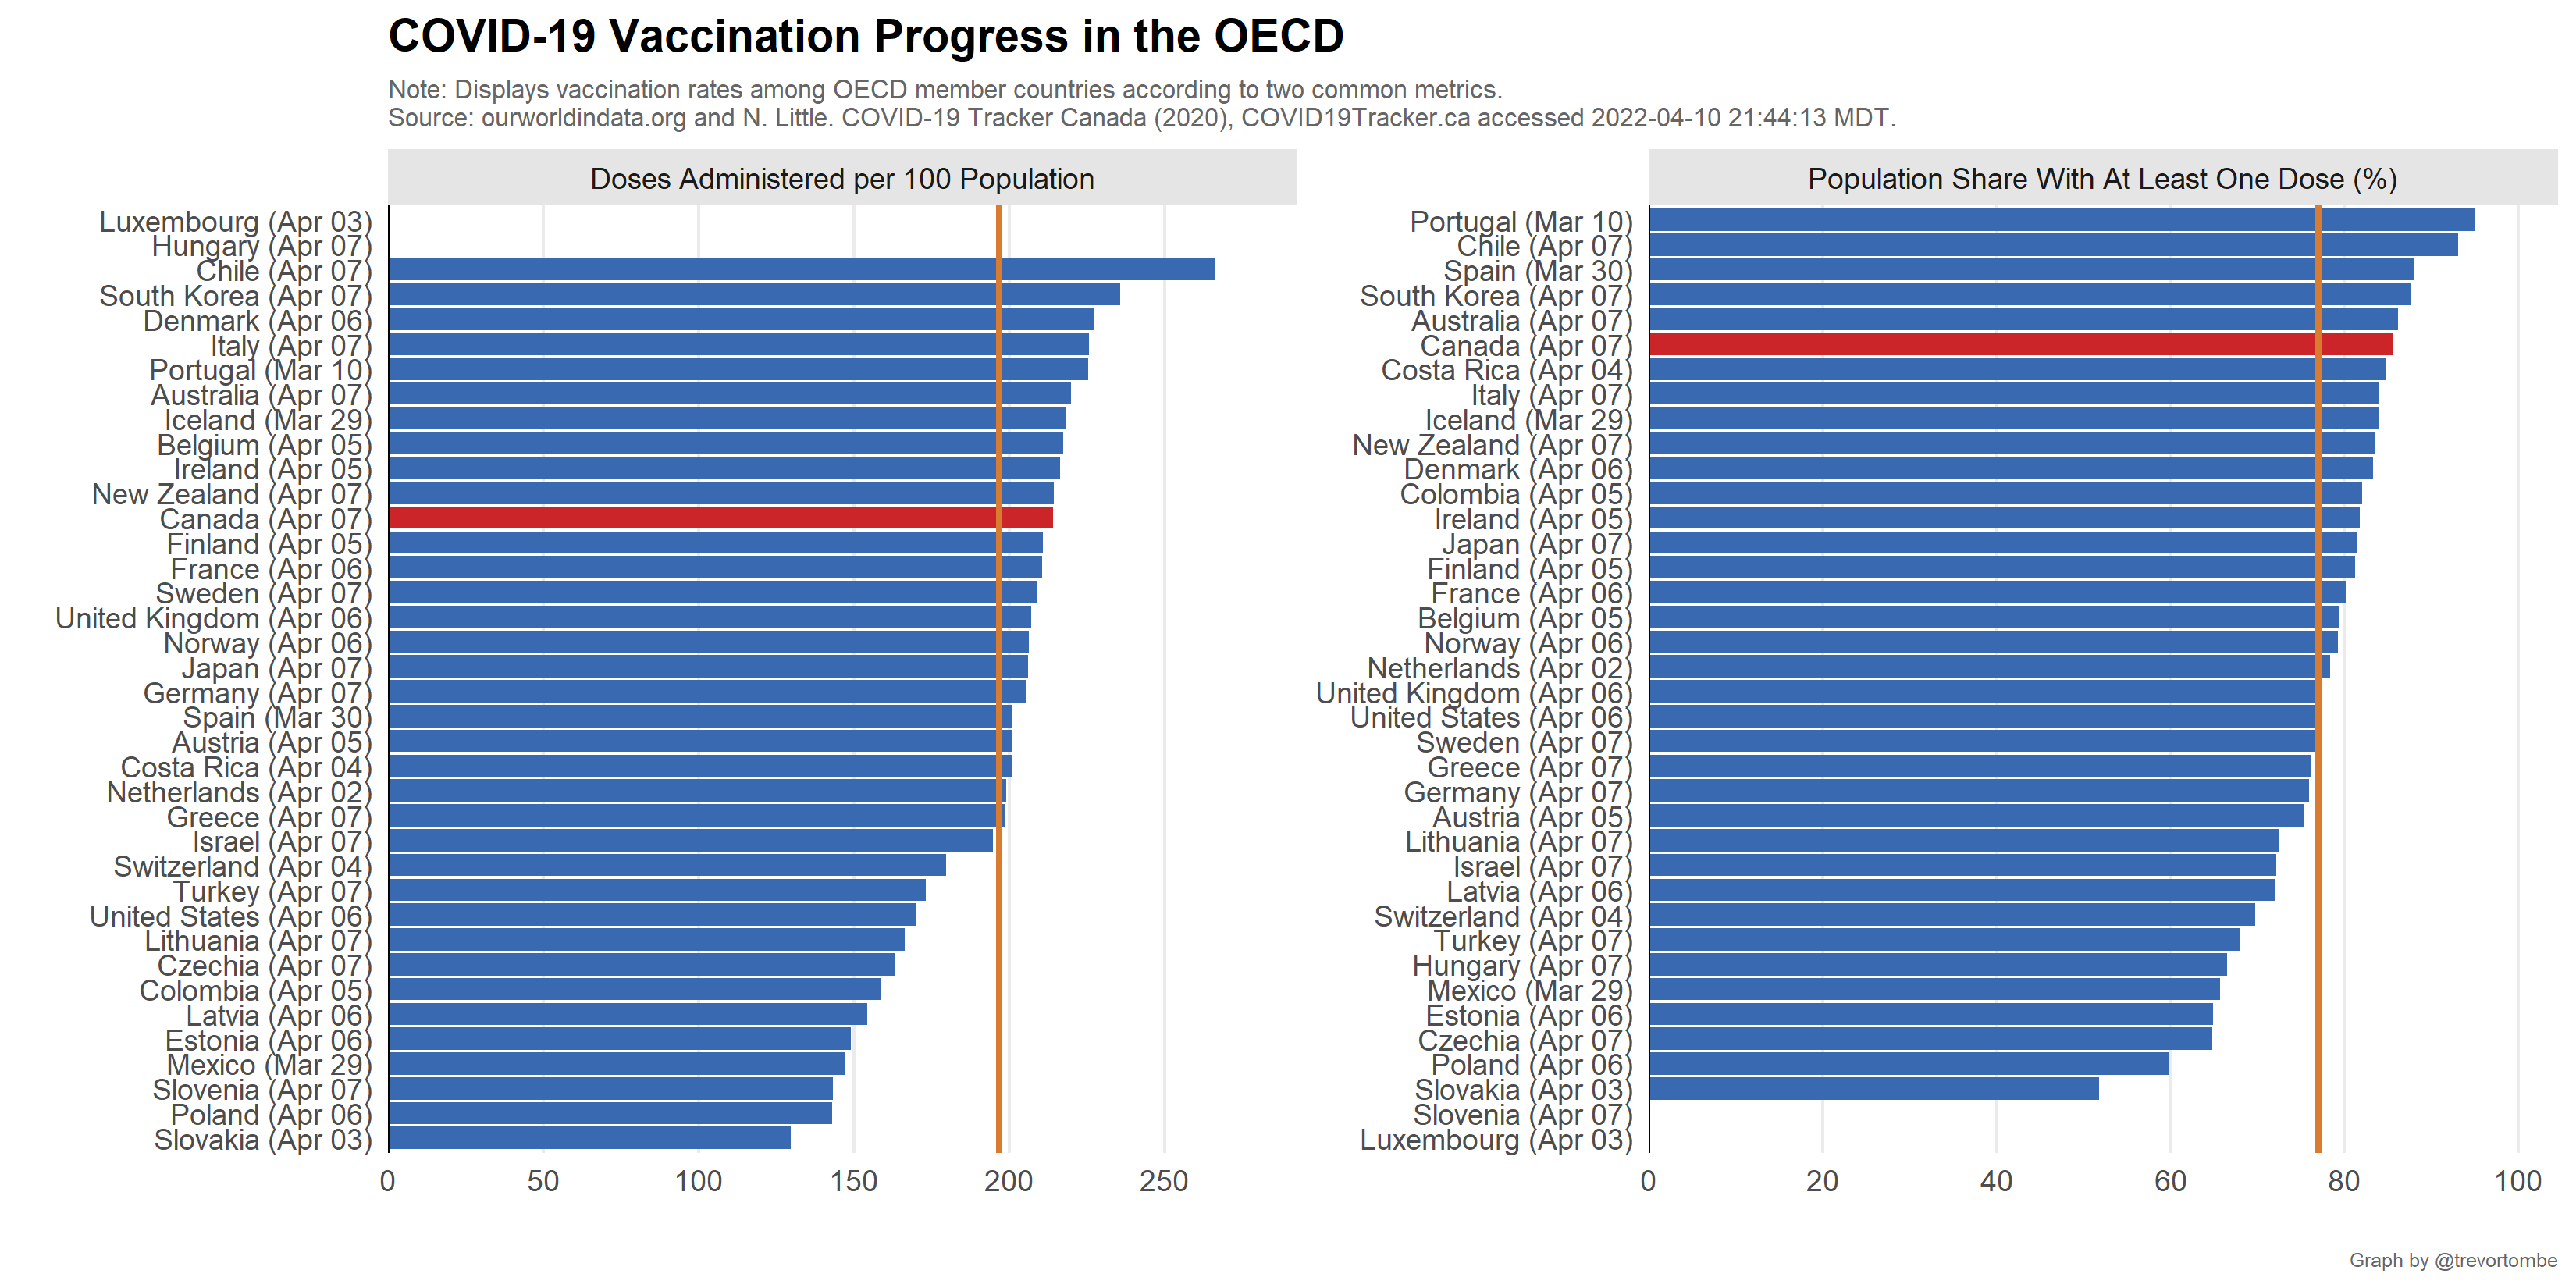 COVID-19 Vaccination Progress in the OECD
Note: Displays vaccination rates among OECD member countries according to two common metrics.
Source: ourworldindata.org and N. Little. COVID-19 Tracker Canada (2020), COVID19Tracker.ca accessed 2022-04-10 21:44:13 MDT.
Doses Administered per 100 Population
Luxembourg (Apr 03)
Hungary (Apr 07)
Chile (Apr 07)
South Korea (Apr 07)
Denmark (Apr 06)
Italy (Apr 07)
Portugal (Mar 10)
Australia (Apr 07)
Iceland (Mar 29)
Belgium (Apr 05)
Ireland (Apr 05)
New Zealand (Apr 07)
Canada (Apr 07)
Finland (Apr 05)
France (Apr 06)
Sweden (Apr 07)
United Kingdom (Apr 06)
Norway (Apr 06)
Japan (Apr 07)
Germany (Apr 07)
Spain (Mar 30)
Austria (Apr 05)
Costa Rica (Apr 04)
Netherlands (Apr 02)
Greece (Apr 07)
Israel (Apr 07)
Switzerland (Apr 04)
Turkey (Apr 07)
United States (Apr 06)
Lithuania (Apr 07)
Czechia (Apr 07)
Colombia (Apr 05)
Latvia (Apr 06)
Estonia (Apr 06)
Mexico (Mar 29)
Slovenia (Apr 07)
Poland (Apr 06)
Slovakia (Apr 03)
0 50 100 150 200 250
Population Share With At Least One Dose (%)
Portugal (Mar 10)
Chile (Apr 07)
Spain (Mar 30)
South Korea (Apr 07)
Australia (Apr 07)
Canada (Apr 07)
Costa Rica (Apr 04)
Italy (Apr 07)
Iceland (Mar 29)
New Zealand (Apr 07)
Denmark (Apr 06)
Colombia (Apr 05)
Ireland (Apr 05)
Japan (Apr 07)
Finland (Apr 05)
France (Apr 06)
Belgium (Apr 05)
Norway (Apr 06)
Netherlands (Apr 02)
United Kingdom (Apr 06)
United States (Apr 06)
Sweden (Apr 07)
Greece (Apr 07)
Germany (Apr 07)
Austria (Apr 05)
Lithuania (Apr 07)
Israel (Apr 07)
Latvia (Apr 06)
Switzerland (Apr 04)
Turkey (Apr 07)
Hungary (Apr 07)
Mexico (Mar 29)
Estonia (Apr 06)
Czechia (Apr 07)
Poland (Apr 06)
Slovakia (Apr 03)
Slovenia (Apr 07)
Luxembourg (Apr 03)
0 20 40 60 80 100
Graph by @trevortombe